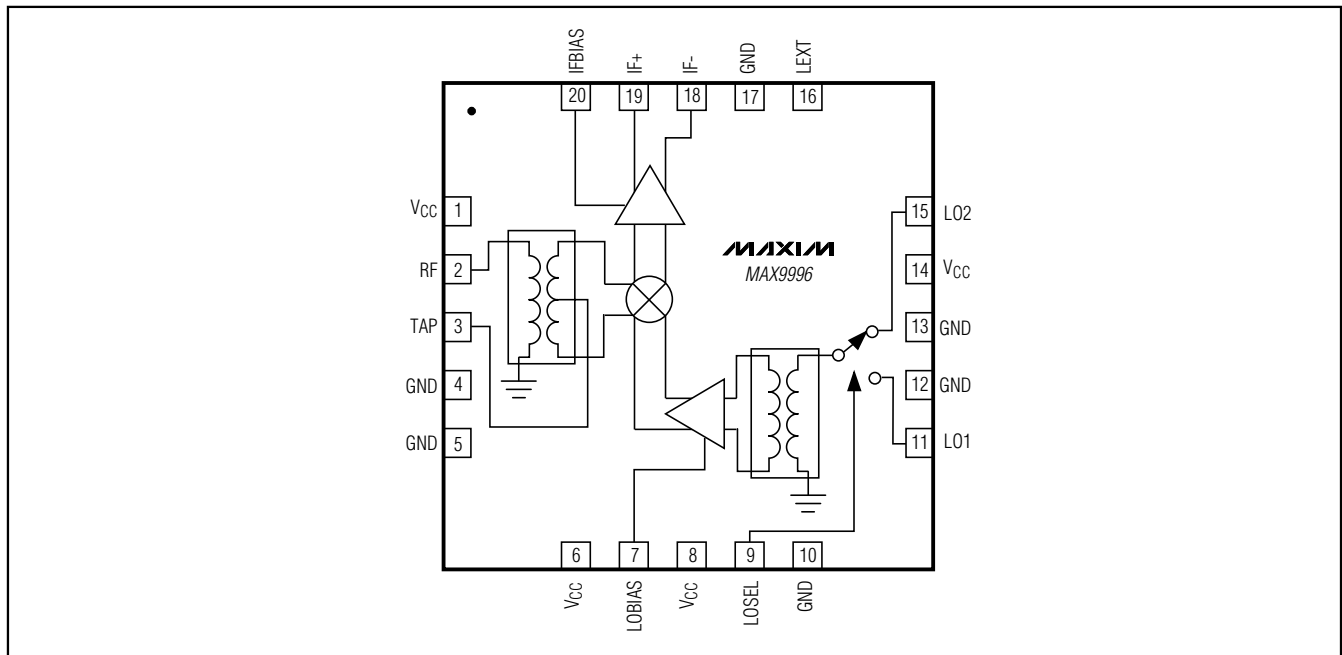 IFBIAS
IF+
IF-
GND
LEXT
20
19
18
17
16
VCC 1
RF 2
TAP 3
GND 4
GND 5
MAXIM
MAX9996
15 LO2
14 VCC
13 GND
12 GND
11 LO1
6
7
8
9
10
VCC
LOBIAS
VCC
LOSEL
GND